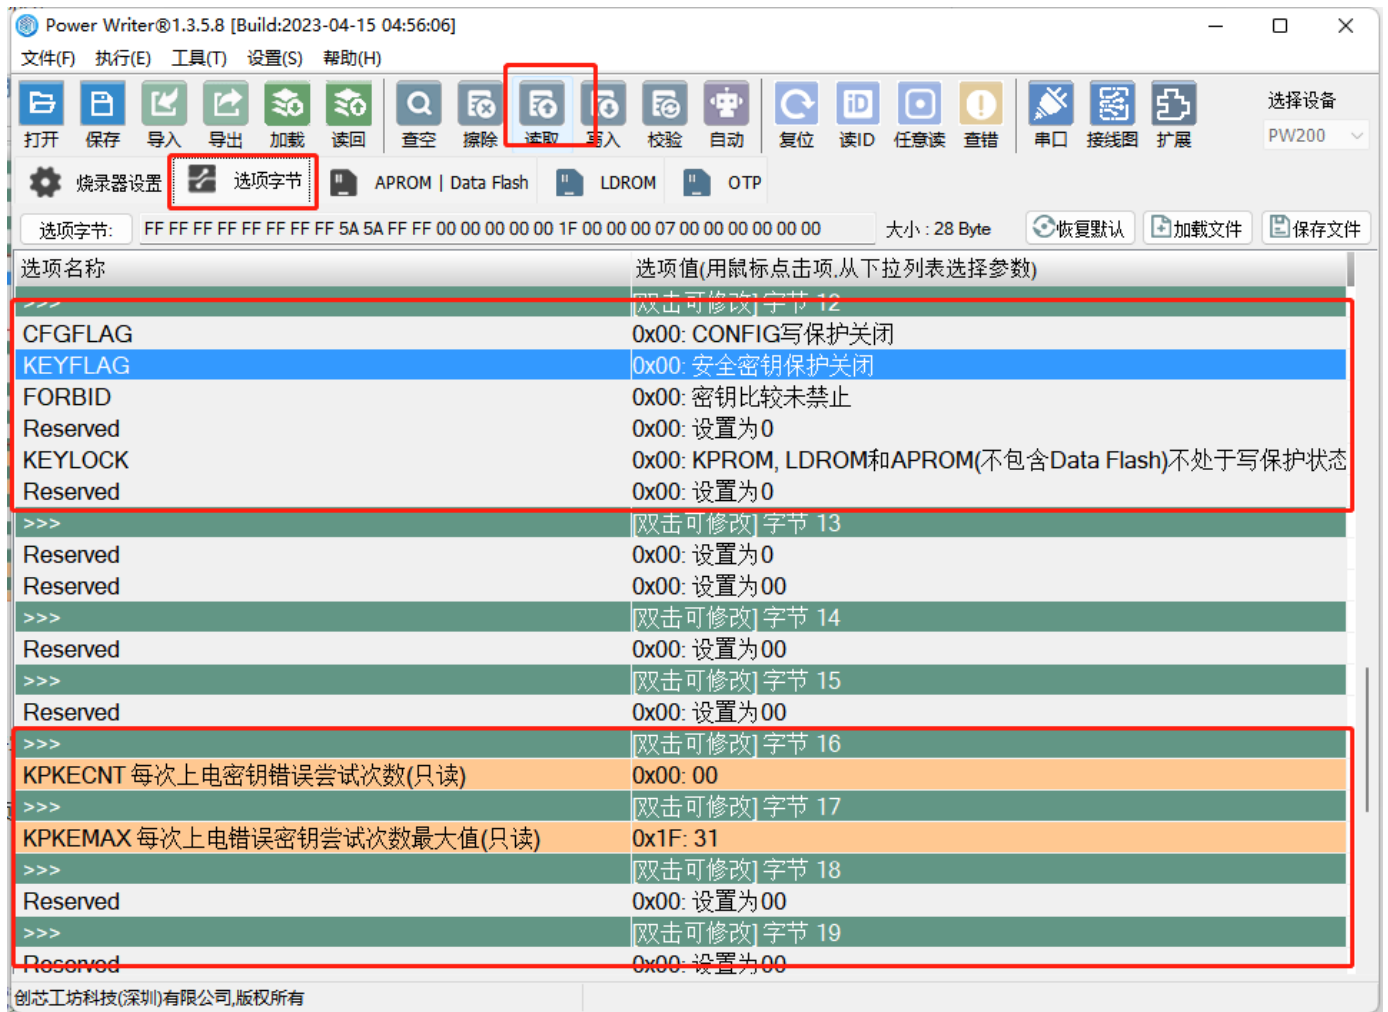 Power Writer®1.3.5.8 [Build:2023-04-15 04:56:06]
文件(F) 执行(E) 工具(T) 设置(S) 帮助(H)
打开 保存 导入 导出 加载 读回 查空 擦除 读取 写入 校验 自动 复位 读ID 任意读 查错 串口 接线图 扩展
选择设备
PW200
烧录器设置 选项字节 APROM | Data Flash LDROM OTP
选项字节: FF FF FF FF FF FF FF FF 5A 5A FF FF 00 00 00 00 00 1F 00 00 00 07 00 00 00 00 00 00 大小 : 28 Byte 恢复默认 加载文件 保存文件
选项名称 选项值(用鼠标点击项,从下拉列表选择参数)
>>> [双击可修改] 字节 12
CFGFLAG 0x00: CONFIG写保护关闭
KEYFLAG 0x00: 安全密钥保护关闭
FORBID 0x00: 密钥比较未禁止
Reserved 0x00: 设置为0
KEYLOCK 0x00: KPROM, LDROM和APROM(不包含Data Flash)不处于写保护状态
Reserved 0x00: 设置为0
>>> [双击可修改] 字节 13
Reserved 0x00: 设置为0
Reserved 0x00: 设置为00
>>> [双击可修改] 字节 14
Reserved 0x00: 设置为00
>>> [双击可修改] 字节 15
Reserved 0x00: 设置为00
>>> [双击可修改] 字节 16
KPKECNT 每次上电密钥错误尝试次数(只读) 0x00: 00
>>> [双击可修改] 字节 17
KPKEMAX 每次上电错误密钥尝试次数最大值(只读) 0x1F: 31
>>> [双击可修改] 字节 18
Reserved 0x00: 设置为00
>>> [双击可修改] 字节 19
Reserved 0x00: 设置为00
创芯工坊科技(深圳)有限公司,版权所有